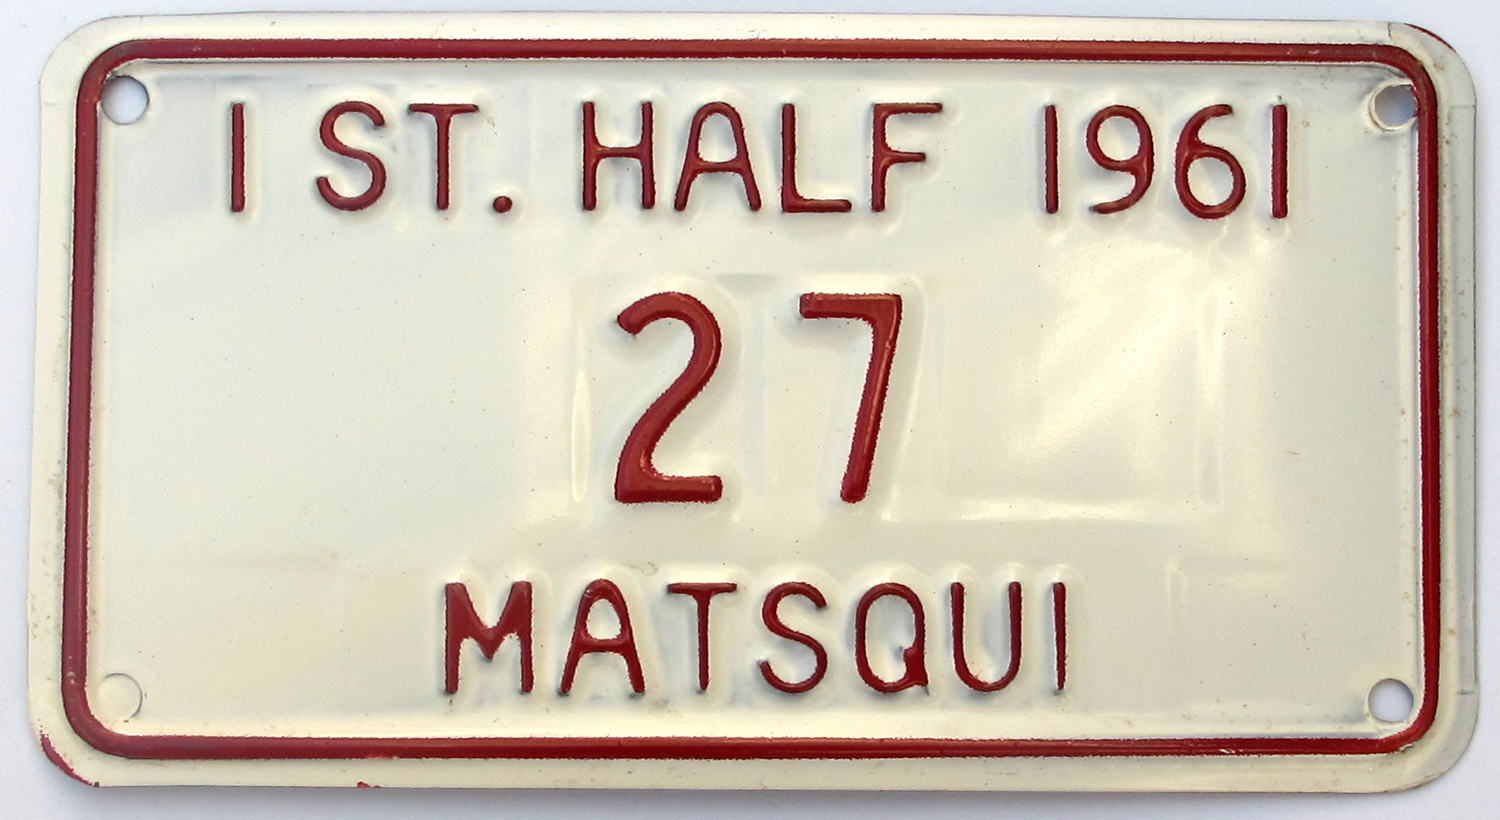 1 ST. HALF 1961
27
MATSQUI